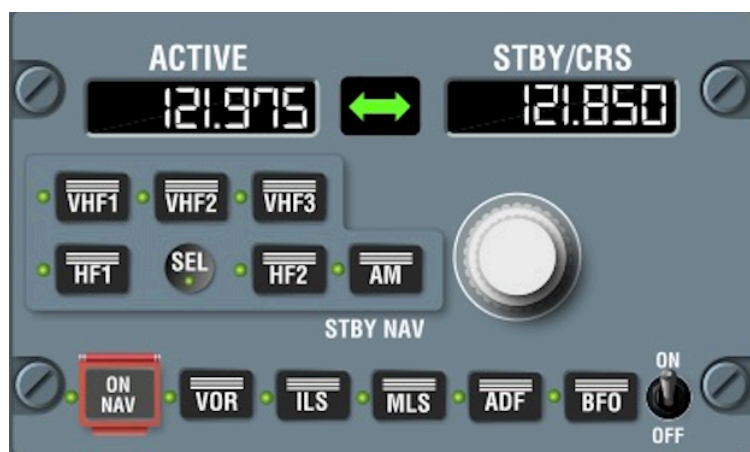 ACTIVE STBY/CRS
121.975 121.850
VHF1 VHF2 VHF3
HF1 SEL HF2 AM
STBY NAV
ON NAV VOR ILS MLS ADF BFO ON
OFF